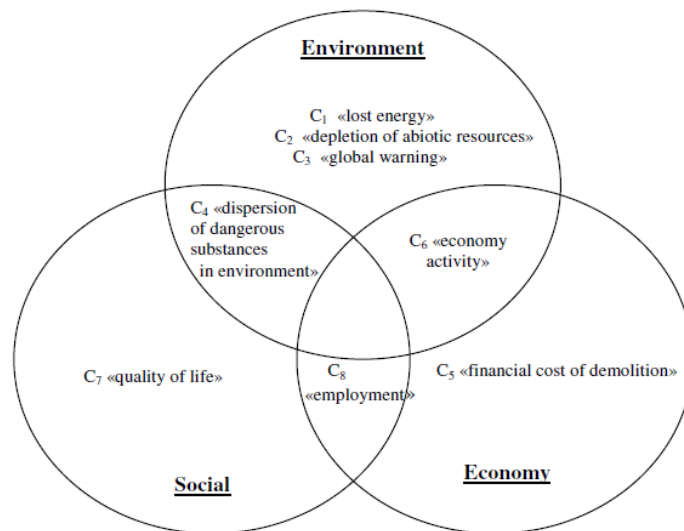 Environment
C1 «lost energy»
C2 «depletion of abiotic resources»
C3 «global warning»
C4 «dispersion
of dangerous
substances
in environment»
C6 «economy
activity»
C7 «quality of life»
C8
«employment»
C5 «financial cost of demolition»
Social
Economy